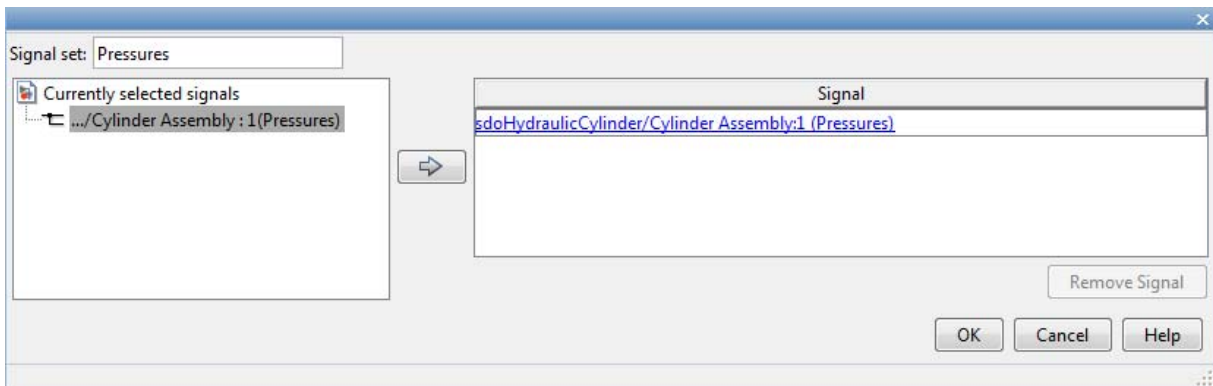 Signal set: Pressures
Currently selected signals
.../Cylinder Assembly : 1(Pressures)
Signal
sdoHydraulicCylinder/Cylinder Assembly:1 (Pressures)
Remove Signal
OK Cancel Help